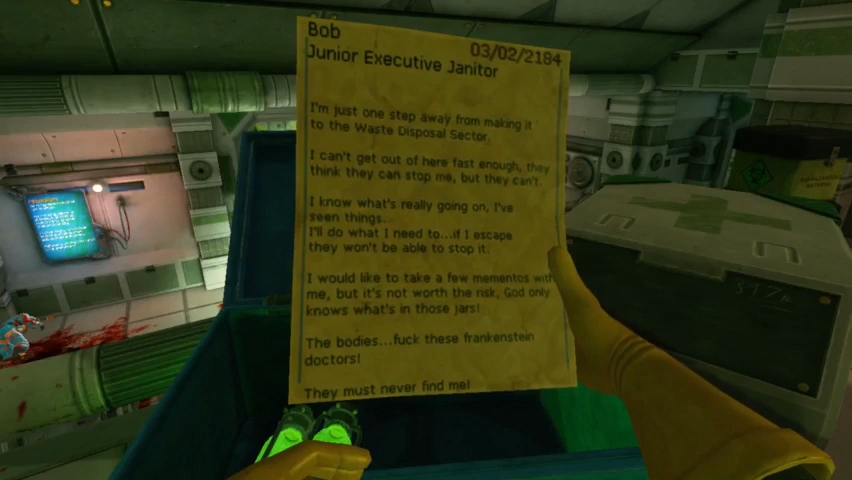 Bob
03/02/2184
Junior Executive Janitor
I'm just one step away from making it
to the Waste Disposal Sector.
I can't get out of here fast enough, they
think they can stop me, but they can't.
I know what's really going on, I've
seen things..
I'll do what I need to...if I escape
they won't be able to stop it.
I would like to take a few mementos with
me, but it's not worth the risk, God only
knows what's in those jars!
The bodies...fuck these frankenstein
doctors!
They must never find me!